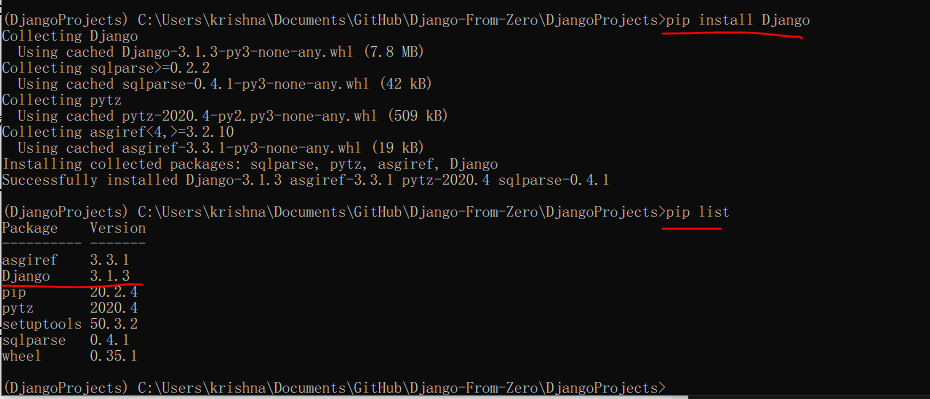 (DjangoProjects) C:\Users\krishna\Documents\GitHub\Django-From-Zero\DjangoProjects>pip install Django
Collecting Django
  Using cached Django-3.1.3-py3-none-any.whl (7.8 MB)
Collecting sqlparse>=0.2.2
  Using cached sqlparse-0.4.1-py3-none-any.whl (42 kB)
Collecting pytz
  Using cached pytz-2020.4-py2.py3-none-any.whl (509 kB)
Collecting asgiref<4,>=3.2.10
  Using cached asgiref-3.3.1-py3-none-any.whl (19 kB)
Installing collected packages: sqlparse, pytz, asgiref, Django
Successfully installed Django-3.1.3 asgiref-3.3.1 pytz-2020.4 sqlparse-0.4.1
(DjangoProjects) C:\Users\krishna\Documents\GitHub\Django-From-Zero\DjangoProjects>pip list
Package    Version
---------- -------
asgiref    3.3.1
Django     3.1.3
pip        20.2.4
pytz       2020.4
setuptools 50.3.2
sqlparse   0.4.1
wheel      0.35.1
(DjangoProjects) C:\Users\krishna\Documents\GitHub\Django-From-Zero\DjangoProjects>